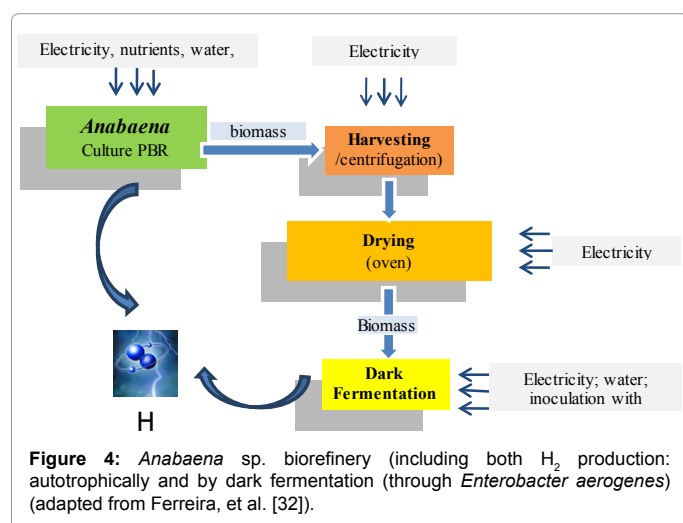 Electricity, nutrients, water,
Electricity
Anabaena
Culture PBR
biomass
Harvesting
/centrifugation)
Drying
(oven)
Electricity
Biomass
Dark
Fermentation
Electricity; water;
inoculation with
H
Figure 4: Anabaena sp. biorefinery (including both H₂ production:
autotrophically and by dark fermentation (through Enterobacter aerogenes)
(adapted from Ferreira, et al. [32]).